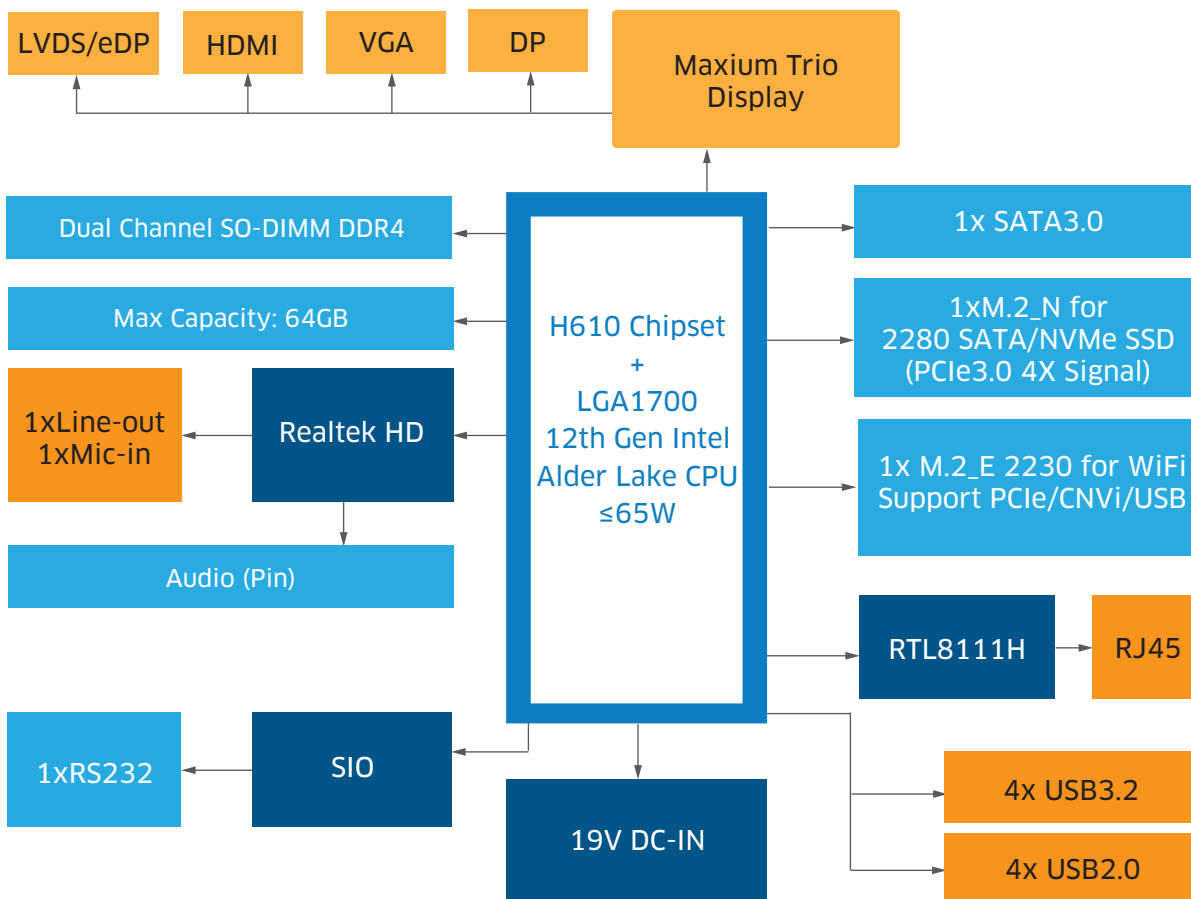 LVDS/eDP
HDMI
VGA
DP
Maxium Trio
Display
Dual Channel SO-DIMM DDR4
Max Capacity: 64GB
1xLine-out
1xMic-in
Realtek HD
Audio (Pin)
1xRS232
SIO
H610 Chipset
+
LGA1700
12th Gen Intel
Alder Lake CPU
≤65W
19V DC-IN
1x SATA3.0
1xM.2_N for
2280 SATA/NVMe SSD
(PCIe3.0 4X Signal)
1x M.2_E 2230 for WiFi
Support PCIe/CNVi/USB
RTL8111H
RJ45
4x USB3.2
4x USB2.0